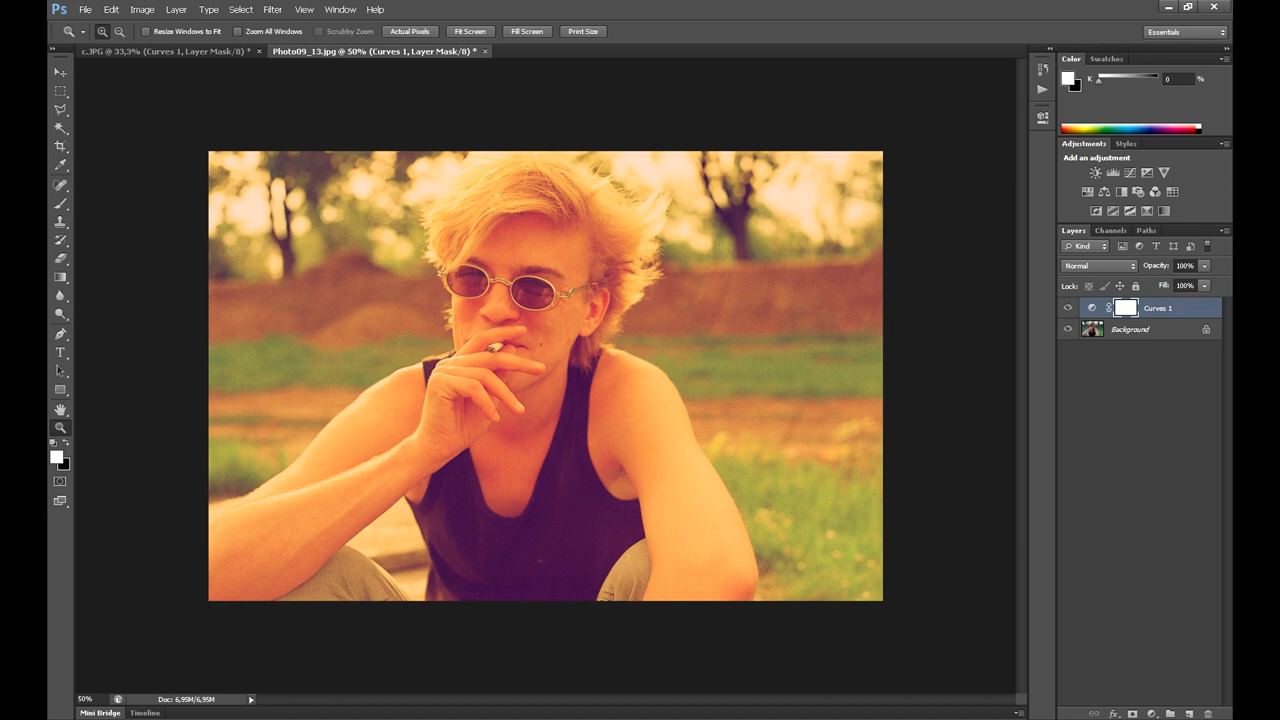 Ps File Edit Image Layer Type Select Filter View Window Help
Resize Windows to Fit Zoom All Windows Scrubby Zoom Actual Pixels Fit Screen Fill Screen Print Size Essentials
c.JPG @ 33,3% (Curves 1, Layer Mask/8) * × Photo09_13.jpg @ 50% (Curves 1, Layer Mask/8) * ×
Color Swatches
K 0 %
Adjustments Styles
Add an adjustment
Layers Channels Paths
Kind
Normal Opacity: 100%
Lock: Fill: 100%
Curves 1
Background
T
50% Doc: 6,95M/6,95M
Mini Bridge Timeline
fx